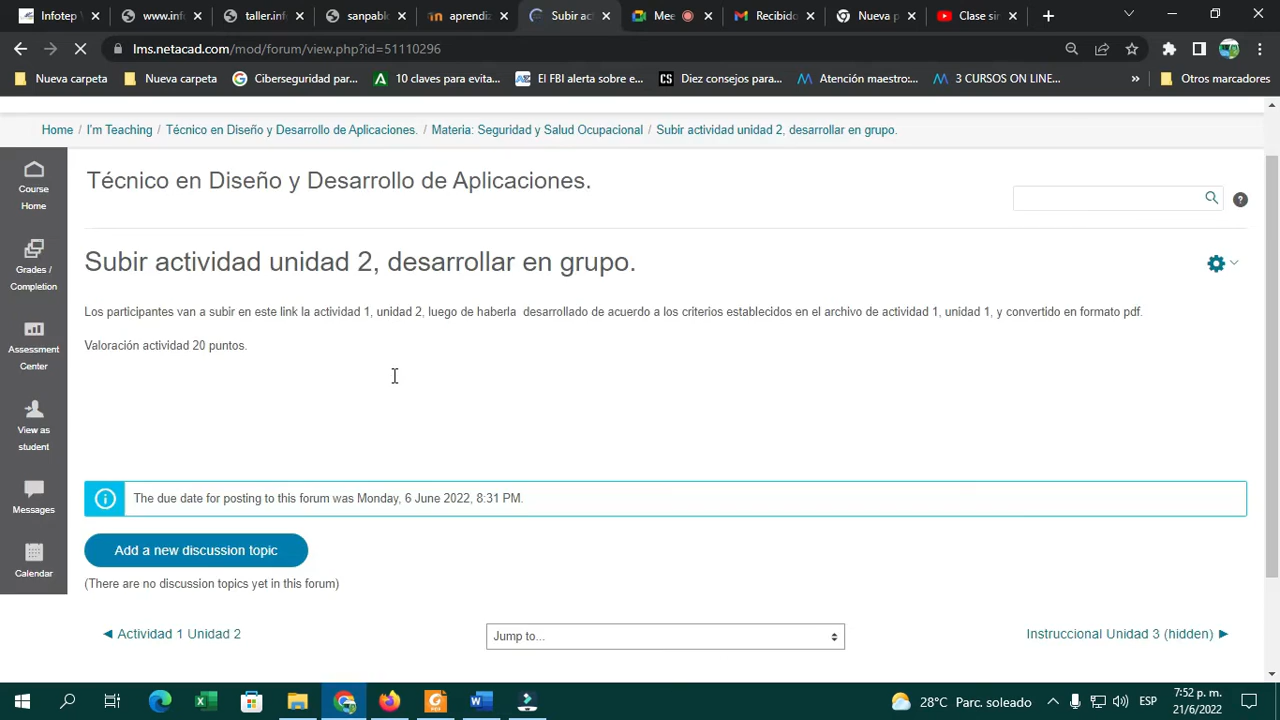 Infotep V
www.info
taller.inf
sanpabl
aprendiz
Subir act
Mee
Recibido
Nueva p
Clase sin
lms.netacad.com/mod/forum/view.php?id=51110296
Nueva carpeta
Nueva carpeta
Ciberseguridad par...
10 claves para evita...
El FBI alerta sobre e...
Diez consejos para...
Atención maestro:...
3 CURSOS ON LINE...
»
Otros marcadores
Home / I'm Teaching / Técnico en Diseño y Desarrollo de Aplicaciones. / Materia: Seguridad y Salud Ocupacional / Subir actividad unidad 2, desarrollar en grupo.
Course
Home
Grades /
Completion
Assessment
Center
View as
student
Messages
Calendar
Técnico en Diseño y Desarrollo de Aplicaciones.
Subir actividad unidad 2, desarrollar en grupo.
Los participantes van a subir en este link la actividad 1, unidad 2, luego de haberla desarrollado de acuerdo a los criterios establecidos en el archivo de actividad 1, unidad 1, y convertido en formato pdf.
Valoración actividad 20 puntos.
The due date for posting to this forum was Monday, 6 June 2022, 8:31 PM.
Add a new discussion topic
(There are no discussion topics yet in this forum)
◀ Actividad 1 Unidad 2
Jump to...
Instruccional Unidad 3 (hidden) ▶
28°C Parc. soleado
ESP
7:52 p. m.
21/6/2022